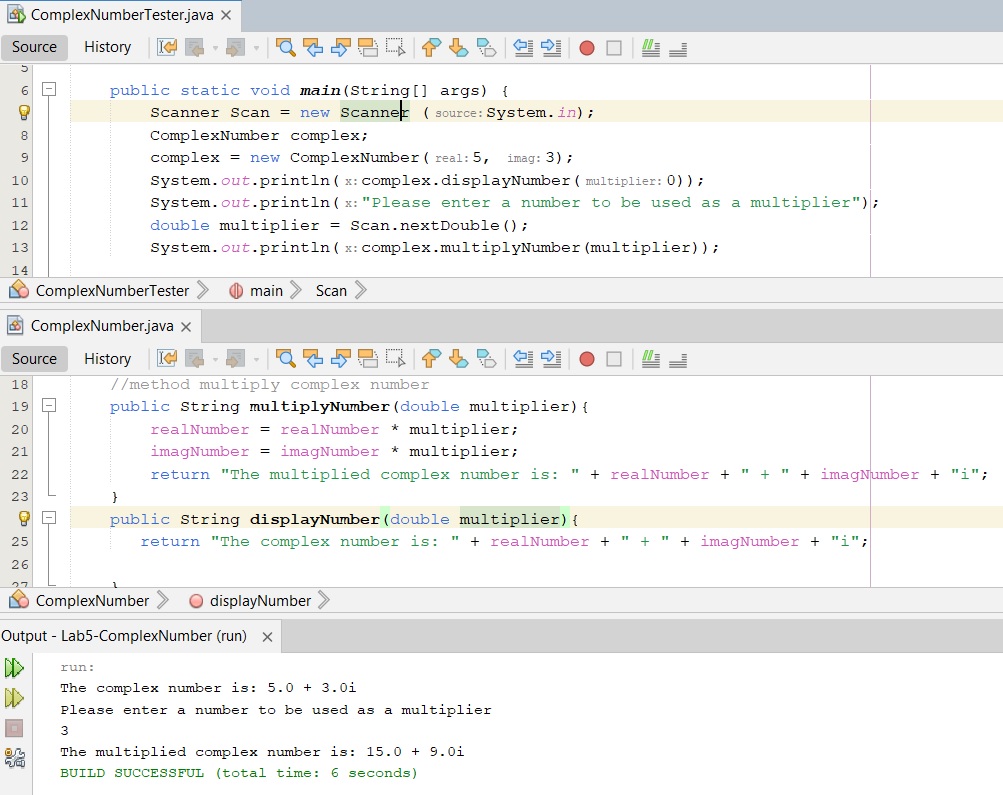 ComplexNumberTester.java
Source History
5
6 public static void main(String[] args) {
Scanner Scan = new Scanner (source:System.in);
8 ComplexNumber complex;
9 complex = new ComplexNumber(real:5, imag:3);
10 System.out.println(x:complex.displayNumber(multiplier:0));
11 System.out.println(x:"Please enter a number to be used as a multiplier");
12 double multiplier = Scan.nextDouble();
13 System.out.println(x:complex.multiplyNumber(multiplier));
14
ComplexNumberTester main Scan
ComplexNumber.java
Source History
18 //method multiply complex number
19 public String multiplyNumber(double multiplier){
20 realNumber = realNumber * multiplier;
21 imagNumber = imagNumber * multiplier;
22 return "The multiplied complex number is: " + realNumber + " + " + imagNumber + "i";
23 }
public String displayNumber(double multiplier){
25 return "The complex number is: " + realNumber + " + " + imagNumber + "i";
26
27 }
ComplexNumber displayNumber
Output - Lab5-ComplexNumber (run)
run:
The complex number is: 5.0 + 3.0i
Please enter a number to be used as a multiplier
3
The multiplied complex number is: 15.0 + 9.0i
BUILD SUCCESSFUL (total time: 6 seconds)